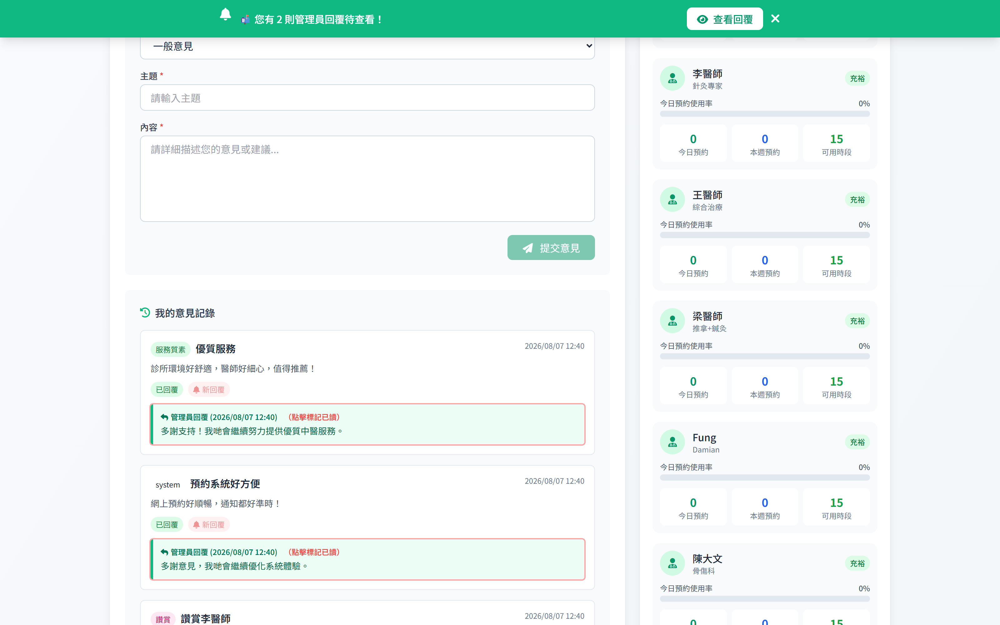 📬 您有 2 則管理員回覆待查看！
查看回覆
一般意見
主題 *
請輸入主題
內容 *
請詳細描述您的意見或建議...
提交意見
我的意見記錄
服務質素 優質服務 2026/08/07 12:40
診所環境好舒適，醫師好細心，值得推薦！
已回覆 新回覆
管理員回覆 (2026/08/07 12:40) （點擊標記已讀）
多謝支持！我哋會繼續努力提供優質中醫服務。
system 預約系統好方便 2026/08/07 12:40
網上預約好順暢，通知都好準時！
已回覆 新回覆
管理員回覆 (2026/08/07 12:40) （點擊標記已讀）
多謝意見，我哋會繼續優化系統體驗。
讚賞 讚賞李醫師 2026/08/07 12:40
李醫師 充裕
針灸專家
今日預約使用率 0%
0 0 15
今日預約 本週預約 可用時段
王醫師 充裕
綜合治療
今日預約使用率 0%
0 0 15
今日預約 本週預約 可用時段
梁醫師 充裕
推拿+鍼灸
今日預約使用率 0%
0 0 15
今日預約 本週預約 可用時段
Fung 充裕
Damian
今日預約使用率 0%
0 0 15
今日預約 本週預約 可用時段
陳大文 充裕
骨傷科
今日預約使用率 0%
0 0 15